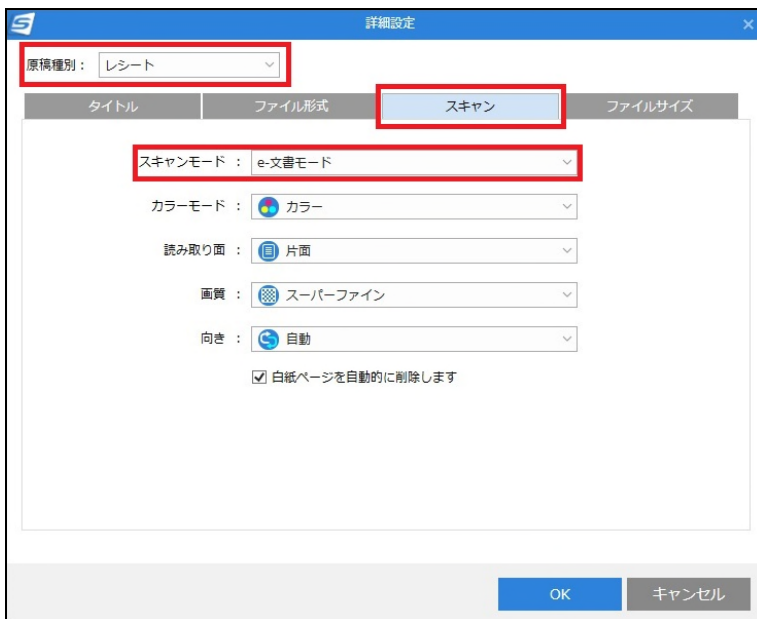 詳細設定
原稿種別： レシート
タイトル ファイル形式 スキャン ファイルサイズ
スキャンモード ： e-文書モード
カラーモード ： カラー
読み取り面 ： 片面
画質 ： スーパーファイン
向き ： 自動
白紙ページを自動的に削除します
OK キャンセル